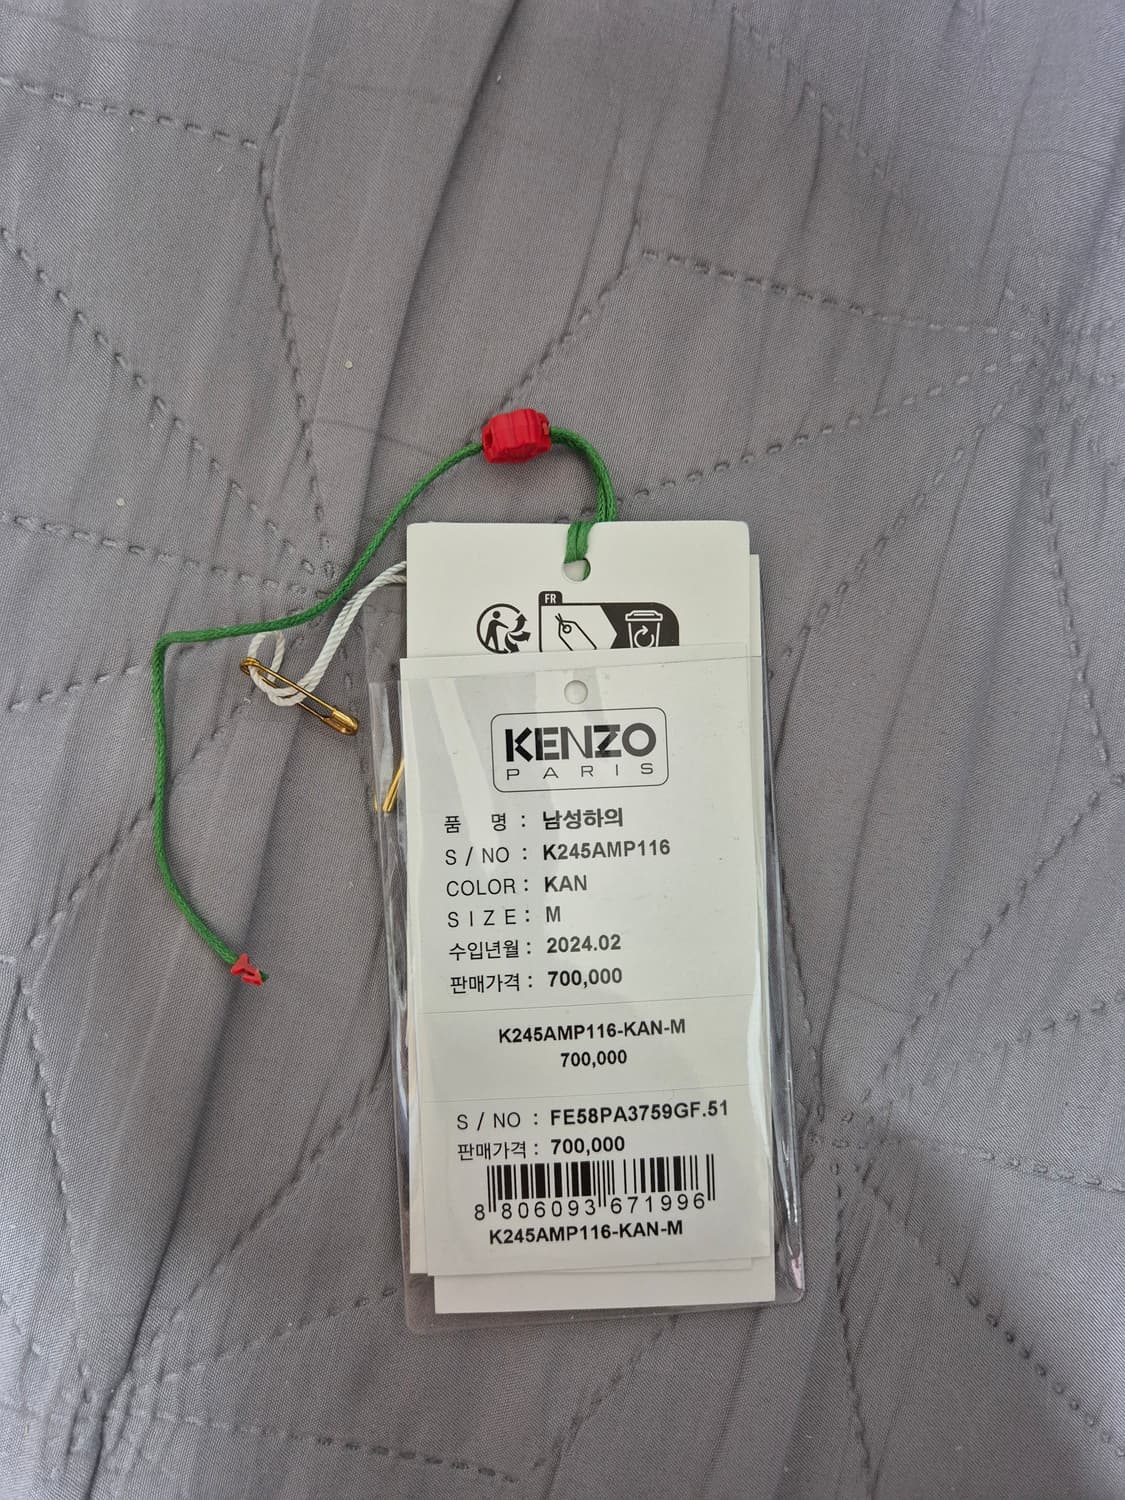 FR
KENZO
PARIS
품 명 : 남성하의
S / NO : K245AMP116
COLOR : KAN
SIZE : M
수입년월 : 2024.02
판매가격 : 700,000
K245AMP116-KAN-M
700,000
S / NO : FE58PA3759GF.51
판매가격 : 700,000
8 806093 671996
K245AMP116-KAN-M